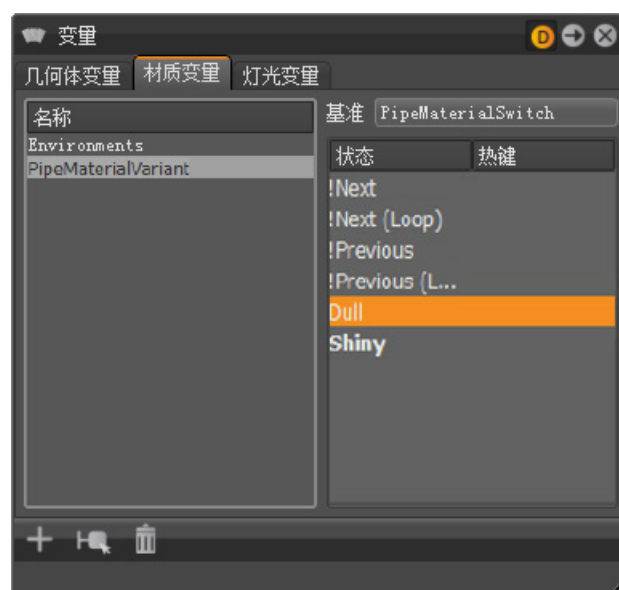 变量
D
几何体变量 材质变量 灯光变量
名称
Environments
PipeMaterialVariant
基准 PipeMaterialSwitch
状态 热键
!Next
!Next (Loop)
!Previous
!Previous (L...
Dull
Shiny